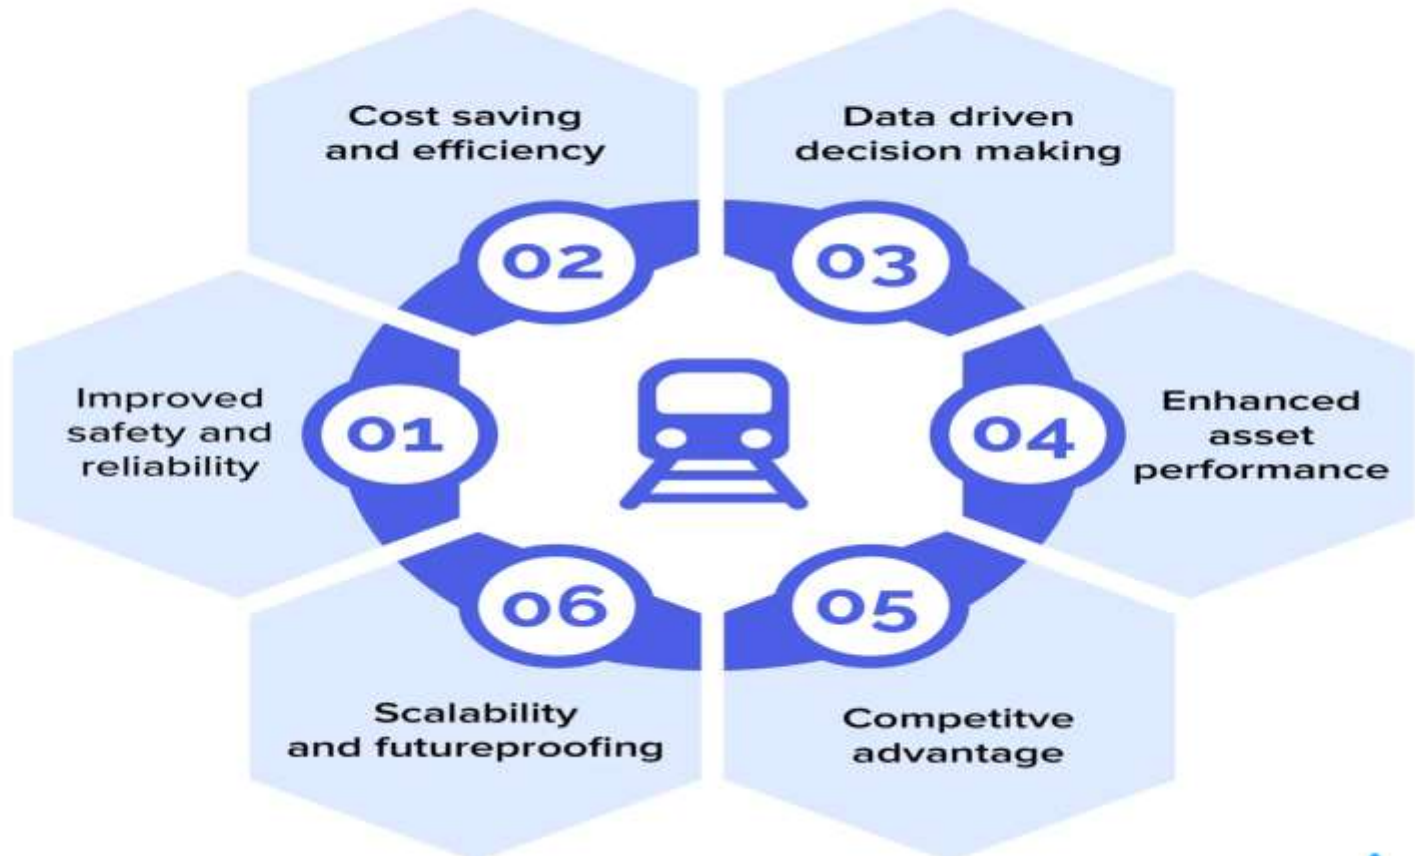 Cost saving
and efficiency
02
Data driven
decision making
03
Improved
safety and
reliability
01
Enhanced
asset
performance
04
Scalability
and futureproofing
06
Competitve
advantage
05